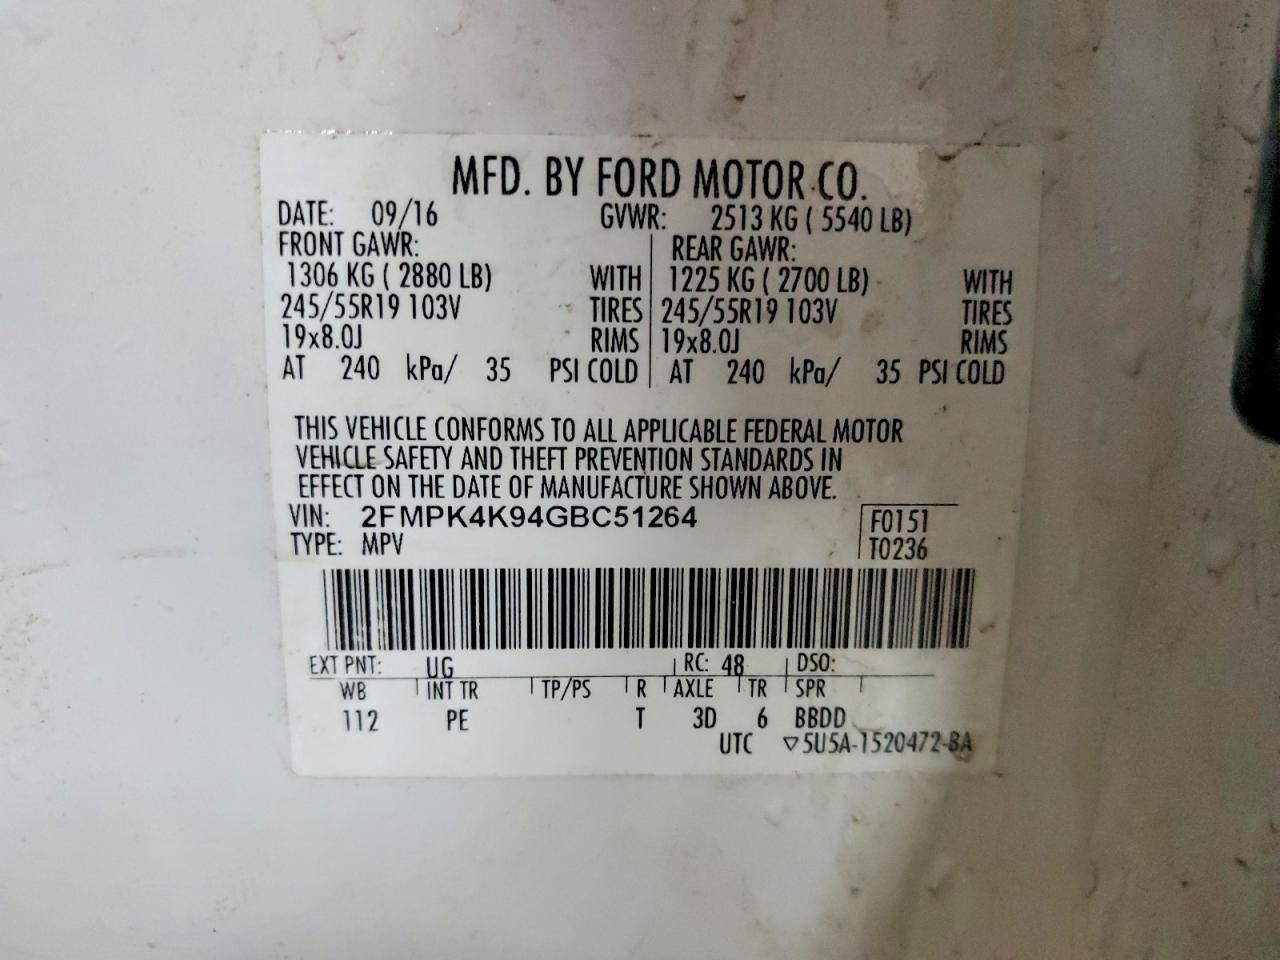 MFD. BY FORD MOTOR CO.
DATE: 09/16 GVWR: 2513 KG ( 5540 LB)
FRONT GAWR: REAR GAWR:
1306 KG ( 2880 LB) WITH 1225 KG ( 2700 LB) WITH
245/55R19 103V TIRES 245/55R19 103V TIRES
19x8.0J RIMS 19x8.0J RIMS
AT 240 kPa/ 35 PSI COLD AT 240 kPa/ 35 PSI COLD
THIS VEHICLE CONFORMS TO ALL APPLICABLE FEDERAL MOTOR
VEHICLE SAFETY AND THEFT PREVENTION STANDARDS IN
EFFECT ON THE DATE OF MANUFACTURE SHOWN ABOVE.
VIN: 2FMPK4K94GBC51264 F0151
TYPE: MPV T0236
EXT PNT: UG RC: 48 DSO:
WB INT TR TP/PS R AXLE TR SPR
112 PE T 3D 6 BBDD
UTC ▽5U5A-1520472-BA